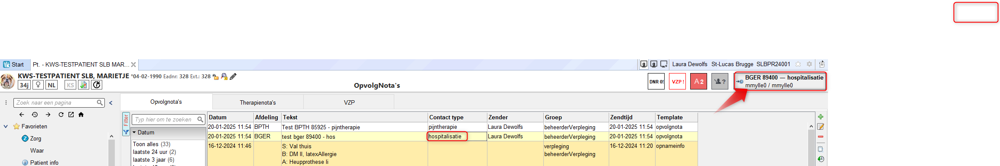 Start
Pt. - KWS-TESTPATIENT SLB MAR...
Laura Dewolfs St-Lucas Brugge SLBPR24001
KWS-TESTPATIENT SLB, MARIETJE °04-02-1990 Eadnr: 328 Ext.: 328
34j NL KS
OpvolgNota's
DNR 0!
VZP !
A 2
?
BGER 89400 — hospitalisatie
mmylle0 / mmylle0
Zoek naar een pagina
Favorieten
Zorg
Waar
Patient info
Opvolgnota's
Therapienota's
VZP
Filter
Typ hier om te zoeken
Datum
Toon alles (33)
laatste 24 uur (2)
laatste 3 jaar (6)
Datum Afdeling Tekst Contact type Zender Groep Zendtijd Template
20-01-2025 11:54 BPTH Test BPTH 85925 - pijntherapie pijntherapie Laura Dewolfs beheerderVerpleging 20-01-2025 11:54 opvolgnota
20-01-2025 11:54 BGER test bger 89400 - hos hospitalisatie Laura Dewolfs beheerderVerpleging 20-01-2025 11:54 opvolgnota
16-12-2024 11:46 S: Val thuis verpleging 16-12-2024 11:20 opnameinfo
B: DM II, latexAllergie beheerderVerpleging
A: Heupprothese li